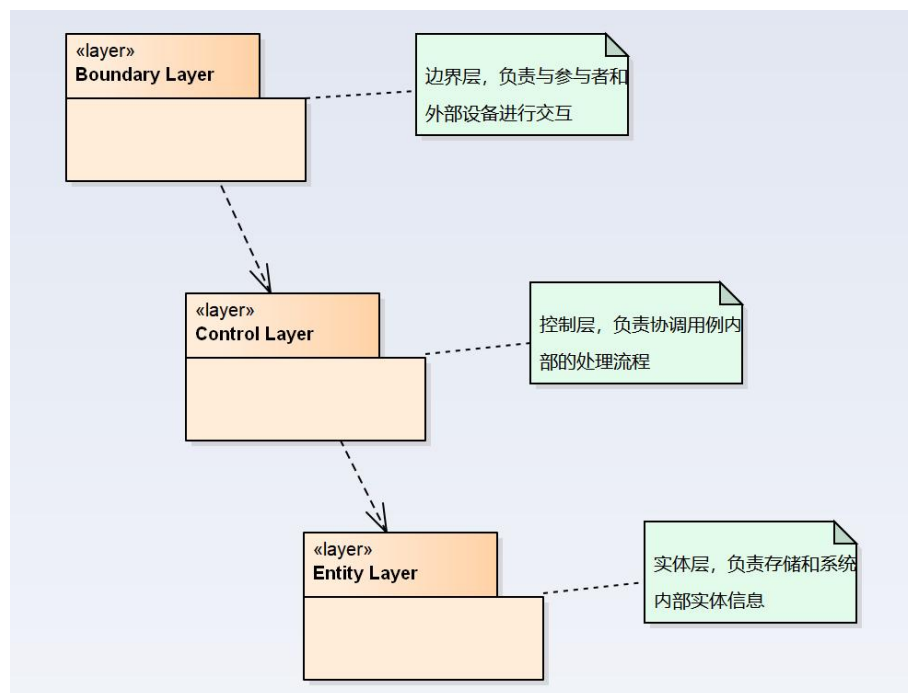 «layer»
Boundary Layer
边界层，负责与参与者和
外部设备进行交互
«layer»
Control Layer
控制层，负责协调用例内
部的处理流程
«layer»
Entity Layer
实体层，负责存储和系统
内部实体信息